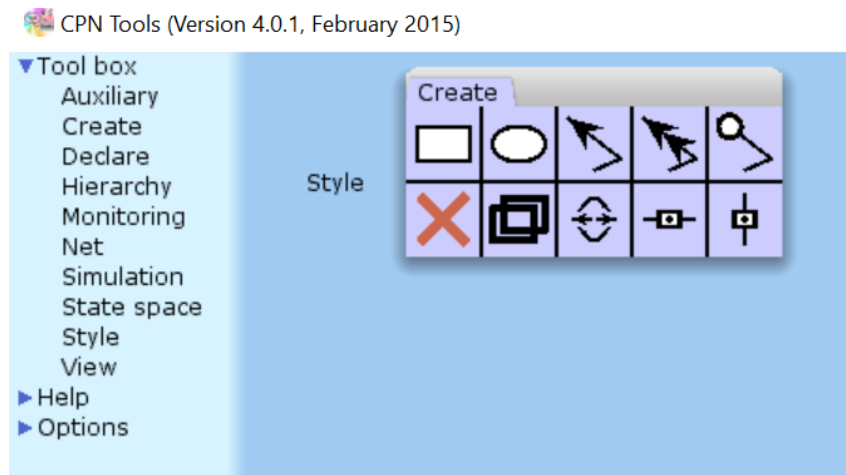 CPN Tools (Version 4.0.1, February 2015)
Tool box
Auxiliary
Create
Declare
Hierarchy
Monitoring
Net
Simulation
State space
Style
View
Help
Options
Style
Create